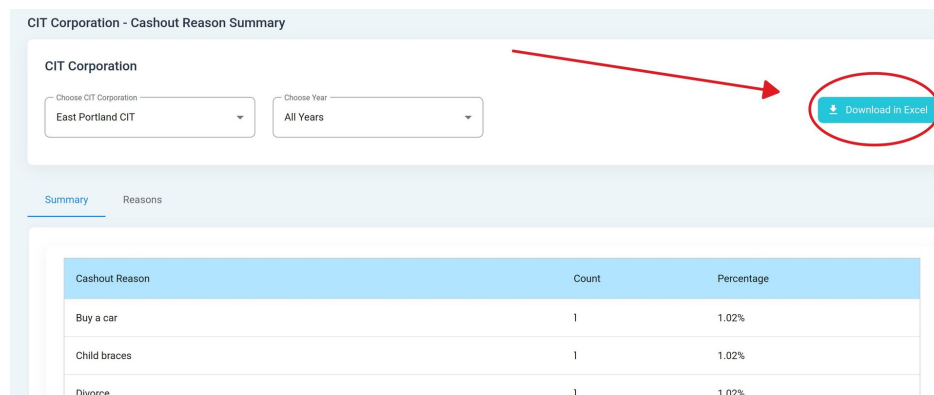 CIT Corporation - Cashout Reason Summary
CIT Corporation
Choose CIT Corporation
East Portland CIT
Choose Year
All Years
Download in Excel
Summary
Reasons
Cashout Reason Count Percentage
Buy a car 1 1.02%
Child braces 1 1.02%
Divorce 1 1.02%